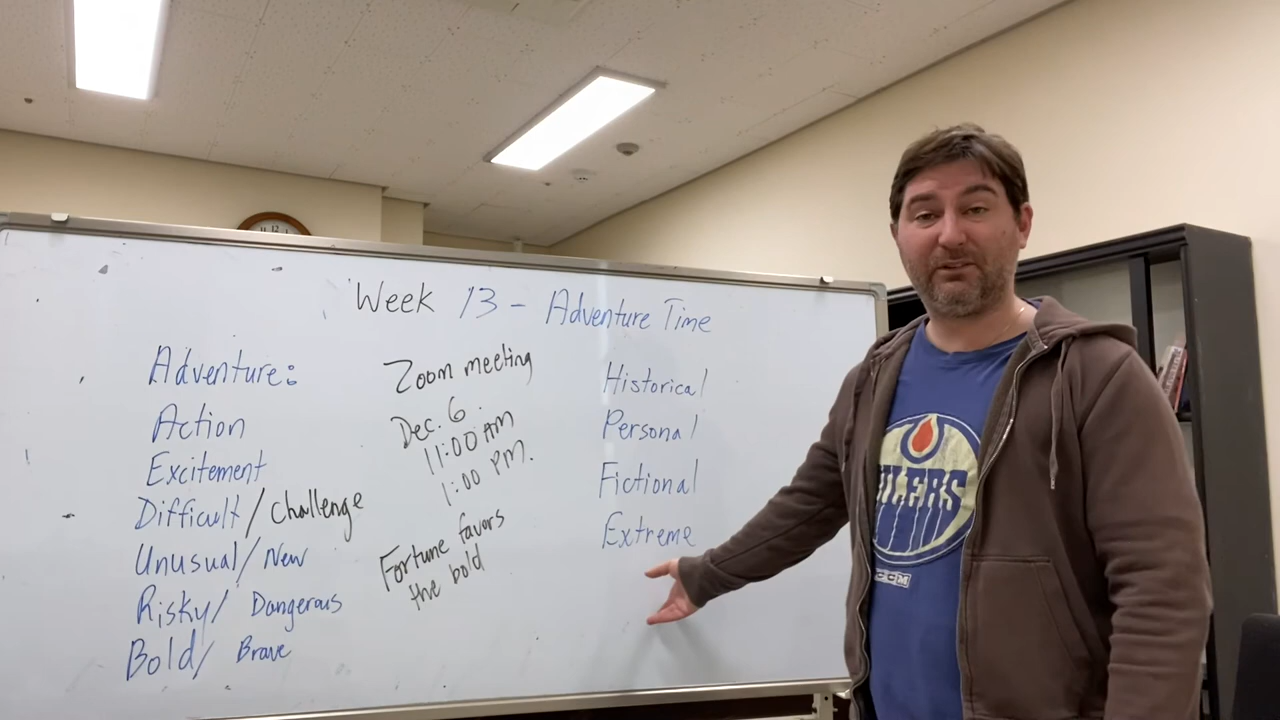 Week 13 - Adventure Time
Adventure:
Action
Excitement
Difficult/challenge
Unusual/New
Risky/ Dangerous
Bold/ Brave
Zoom meeting
Dec. 6.
11:00 AM
1:00 PM.
Fortune favors
the bold
Historical
Personal
Fictional
Extreme
OILERS
CCM